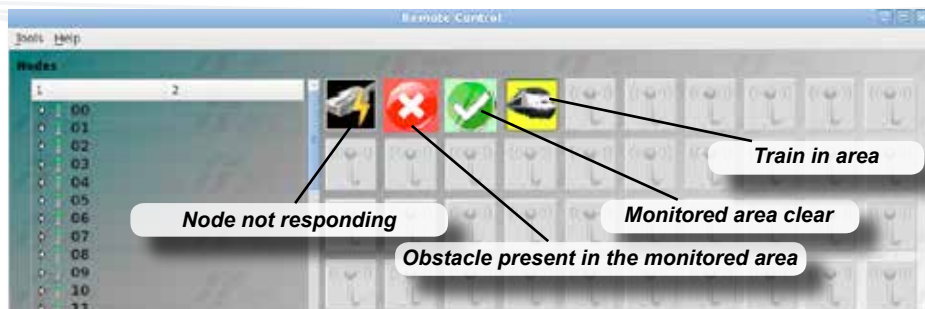 Remote Control
Tools Help
Nodes
1 2
00
01
02
03
04
05
06
07
08
09
10
11
Train in area
Node not responding
Monitored area clear
Obstacle present in the monitored area